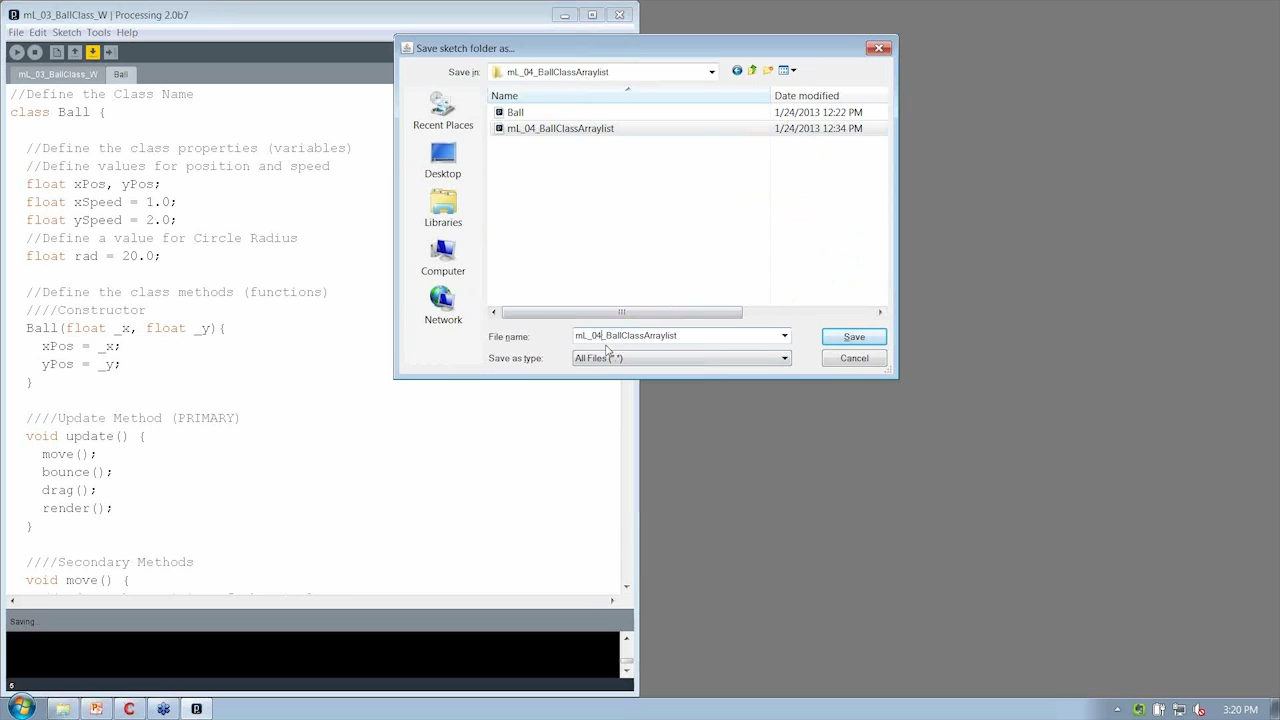 mL_03_BallClass_W | Processing 2.0b7
File Edit Sketch Tools Help
mL_03_BallClass_W Ball
//Define the Class Name
class Ball {
//Define the class properties (variables)
//Define values for position and speed
float xPos, yPos;
float xSpeed = 1.0;
float ySpeed = 2.0;
//Define a value for Circle Radius
float rad = 20.0;
//Define the class methods (functions)
////Constructor
Ball(float _x, float _y){
xPos = _x;
yPos = _y;
}
////Update Method (PRIMARY)
void update() {
move();
bounce();
drag();
render();
}
////Secondary Methods
void move() {
Saving...
5
Save sketch folder as...
Save in: mL_04_BallClassArraylist
Name Date modified
Ball 1/24/2013 12:22 PM
mL_04_BallClassArraylist 1/24/2013 12:34 PM
Recent Places
Desktop
Libraries
Computer
Network
File name: mL_04_BallClassArraylist Save
Save as type: All Files (*.*) Cancel
3:20 PM